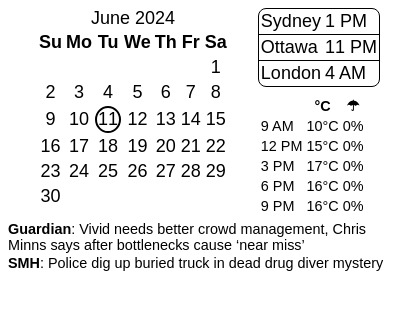 June 2024
Su Mo Tu We Th Fr Sa
1
2 3 4 5 6 7 8
9 10 11 12 13 14 15
16 17 18 19 20 21 22
23 24 25 26 27 28 29
30
Sydney 1 PM
Ottawa 11 PM
London 4 AM
°C ☂
9 AM 10°C 0%
12 PM 15°C 0%
3 PM 17°C 0%
6 PM 16°C 0%
9 PM 16°C 0%
Guardian: Vivid needs better crowd management, Chris
Minns says after bottlenecks cause ‘near miss’
SMH: Police dig up buried truck in dead drug diver mystery